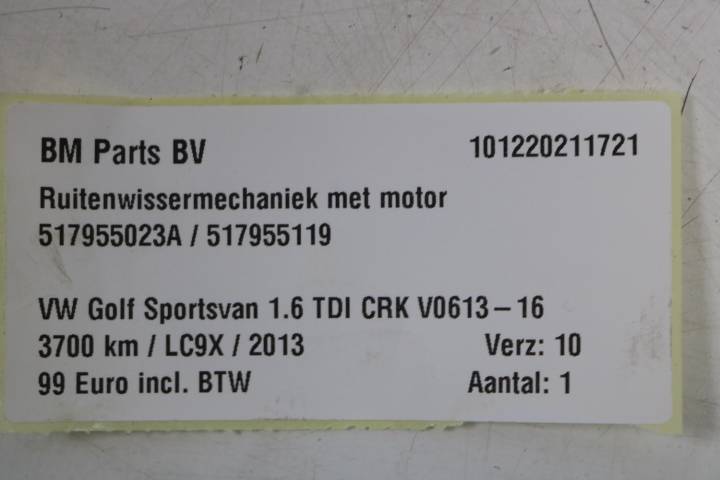 BM Parts BV 101220211721
Ruitenwissermechaniek met motor
517955023A / 517955119
VW Golf Sportsvan 1.6 TDI CRK V0613-16
3700 km / LC9X / 2013 Verz: 10
99 Euro incl. BTW Aantal: 1